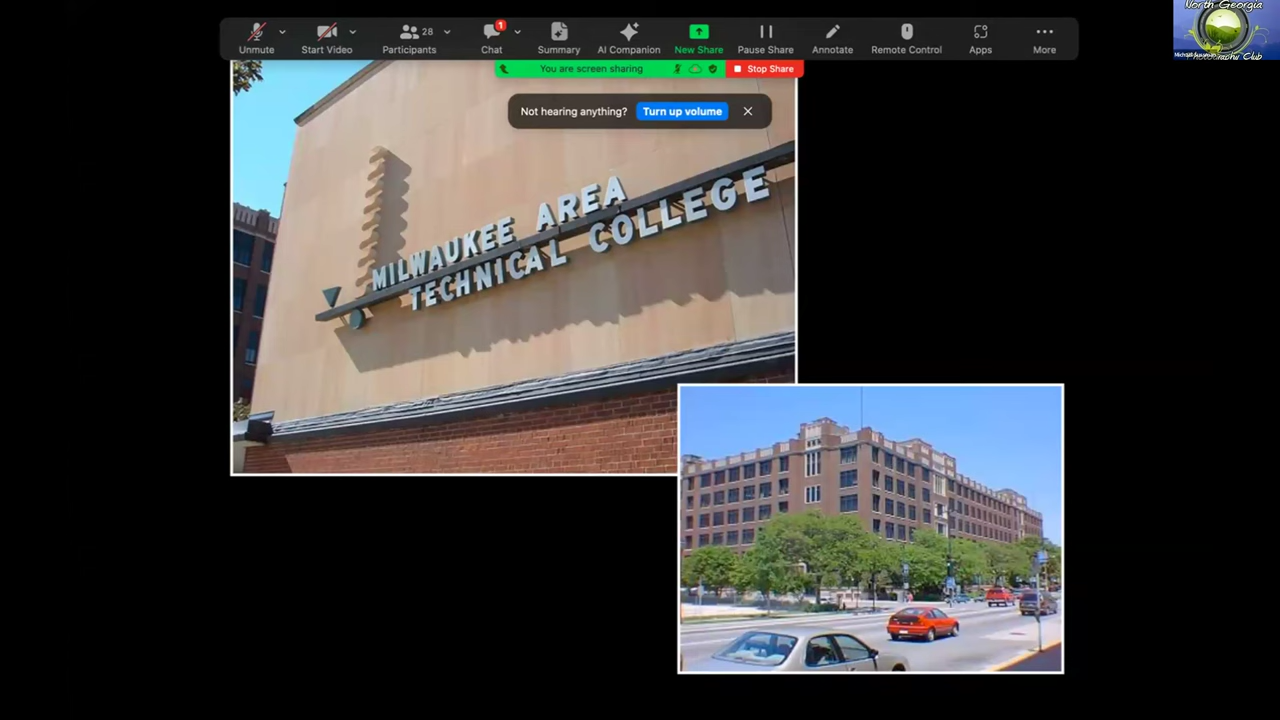 North Georgia
Photography Club
Unmute
Start Video
Participants
28
Chat
1
Summary
AI Companion
New Share
Pause Share
Annotate
Remote Control
Apps
More
You are screen sharing
Stop Share
Not hearing anything?
Turn up volume
MILWAUKEE AREA
TECHNICAL COLLEGE